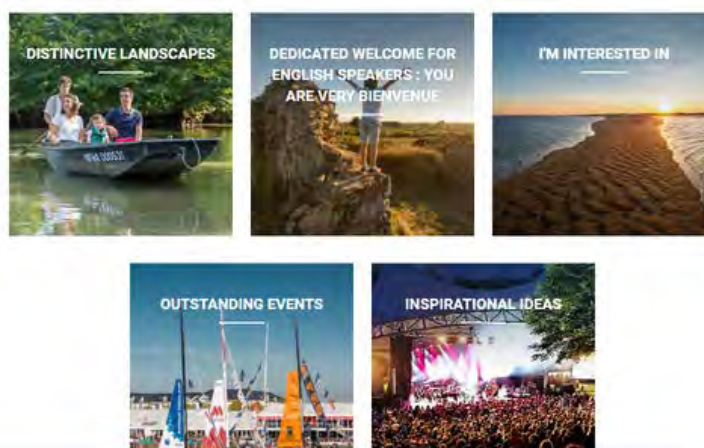 DISTINCTIVE LANDSCAPES
DEDICATED WELCOME FOR
ENGLISH SPEAKERS : YOU
ARE VERY BIENVENUE
I'M INTERESTED IN
OUTSTANDING EVENTS
INSPIRATIONAL IDEAS